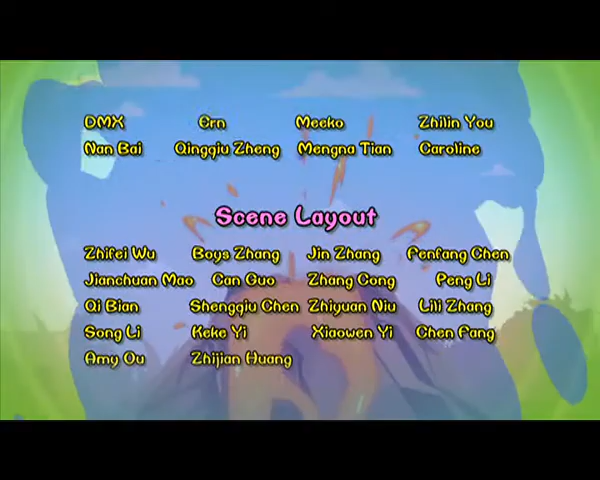 DMX Ern Meeko Zhilin You
Nan Bai Qingqiu Zheng Mengna Tian Caroline
Scene Layout
Zhifei Wu Boys Zhang Jin Zhang Fenfang Chen
Jianchuan Mao Can Guo Zhang Cong Peng Li
Qi Bian Shengqiu Chen Zhiyuan Niu Lili Zhang
Song Li Keke Yi Xiaowen Yi Chen Fang
Amy Ou Zhijian Huang